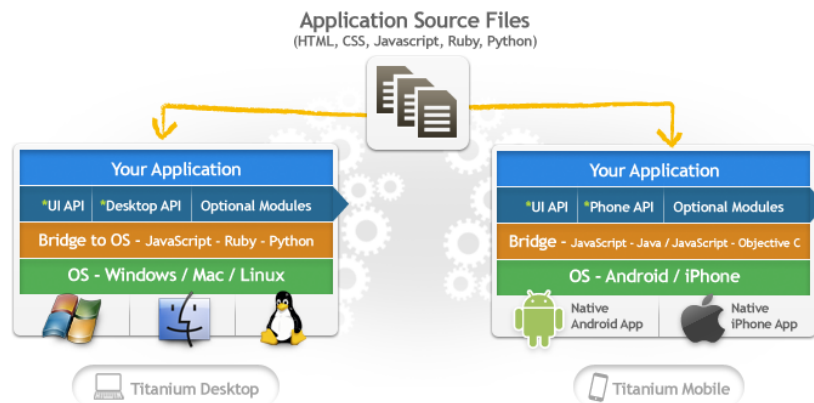 Application Source Files
(HTML, CSS, Javascript, Ruby, Python)
Your Application
*UI API *Desktop API Optional Modules
Bridge to OS - JavaScript - Ruby - Python
OS - Windows / Mac / Linux
Titanium Desktop
Your Application
*UI API *Phone API Optional Modules
Bridge - JavaScript - Java / JavaScript - Objective C
OS - Android / iPhone
Native
Android App
Native
iPhone App
Titanium Mobile